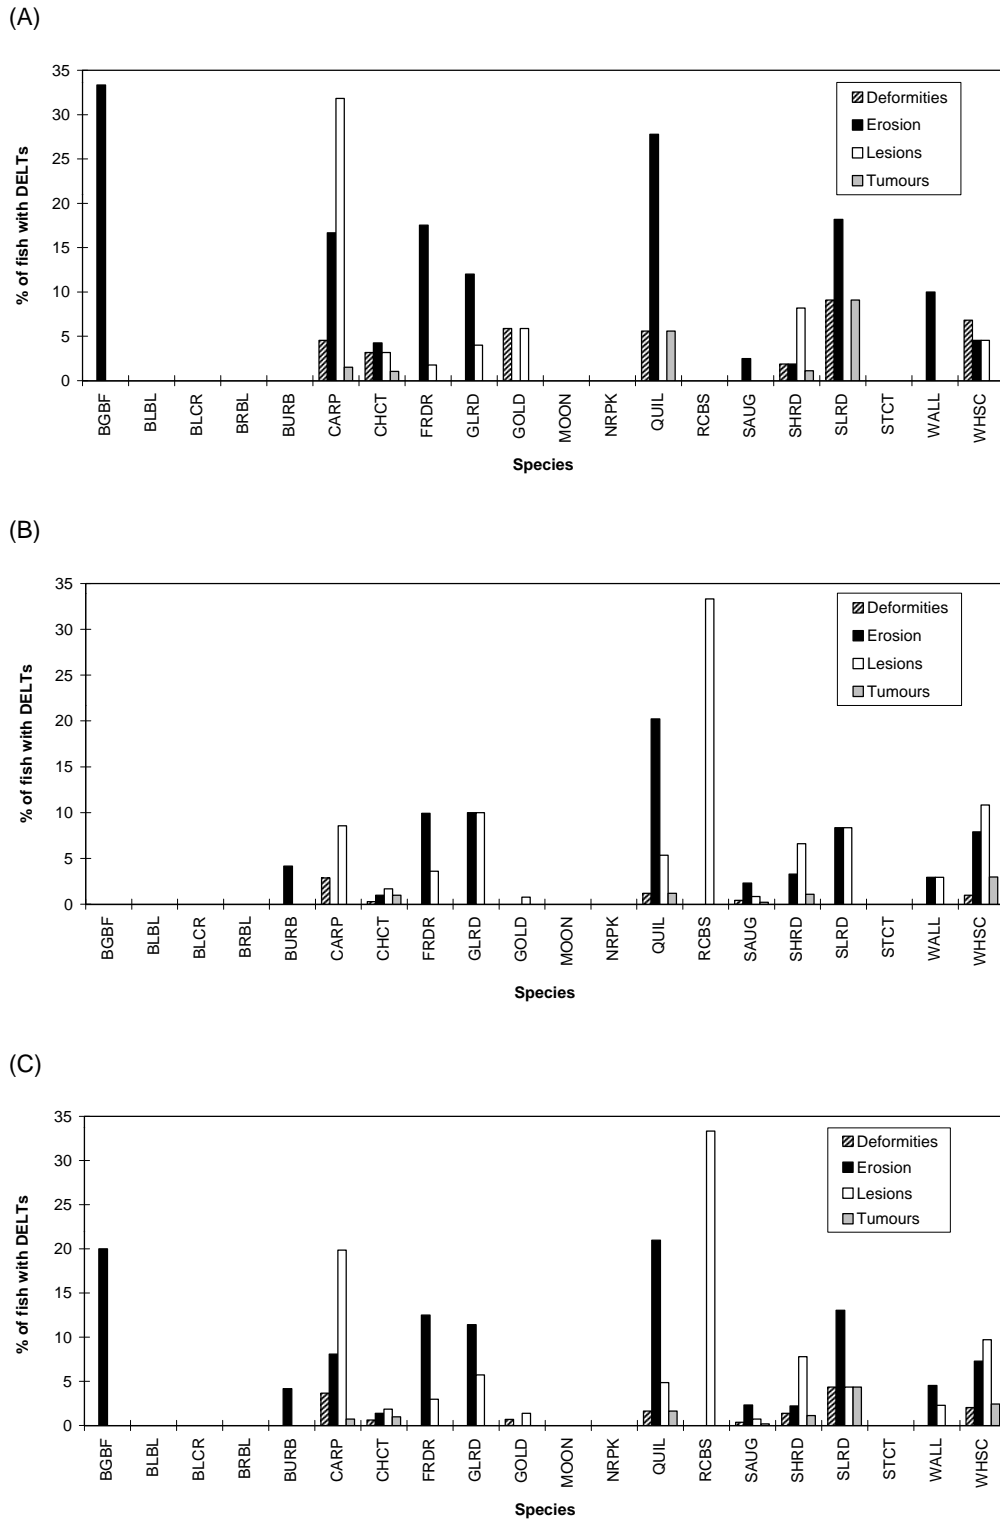 (A)
35
30
25
20
15
10
5
0
% of fish with DELTs
Deformities
Erosion
Lesions
Tumours
BGBF
BLBL
BLCR
BRBL
BURB
CARP
CHCT
FRDR
GLRD
GOLD
MOON
NRPK
QUIL
RCBS
SAUG
SHRD
SLRD
STCT
WALL
WHSC
Species
(B)
35
30
25
20
15
10
5
0
% of fish with DELTs
Deformities
Erosion
Lesions
Tumours
BGBF
BLBL
BLCR
BRBL
BURB
CARP
CHCT
FRDR
GLRD
GOLD
MOON
NRPK
QUIL
RCBS
SAUG
SHRD
SLRD
STCT
WALL
WHSC
Species
(C)
35
30
25
20
15
10
5
0
% of fish with DELTs
Deformities
Erosion
Lesions
Tumours
BGBF
BLBL
BLCR
BRBL
BURB
CARP
CHCT
FRDR
GLRD
GOLD
MOON
NRPK
QUIL
RCBS
SAUG
SHRD
SLRD
STCT
WALL
WHSC
Species